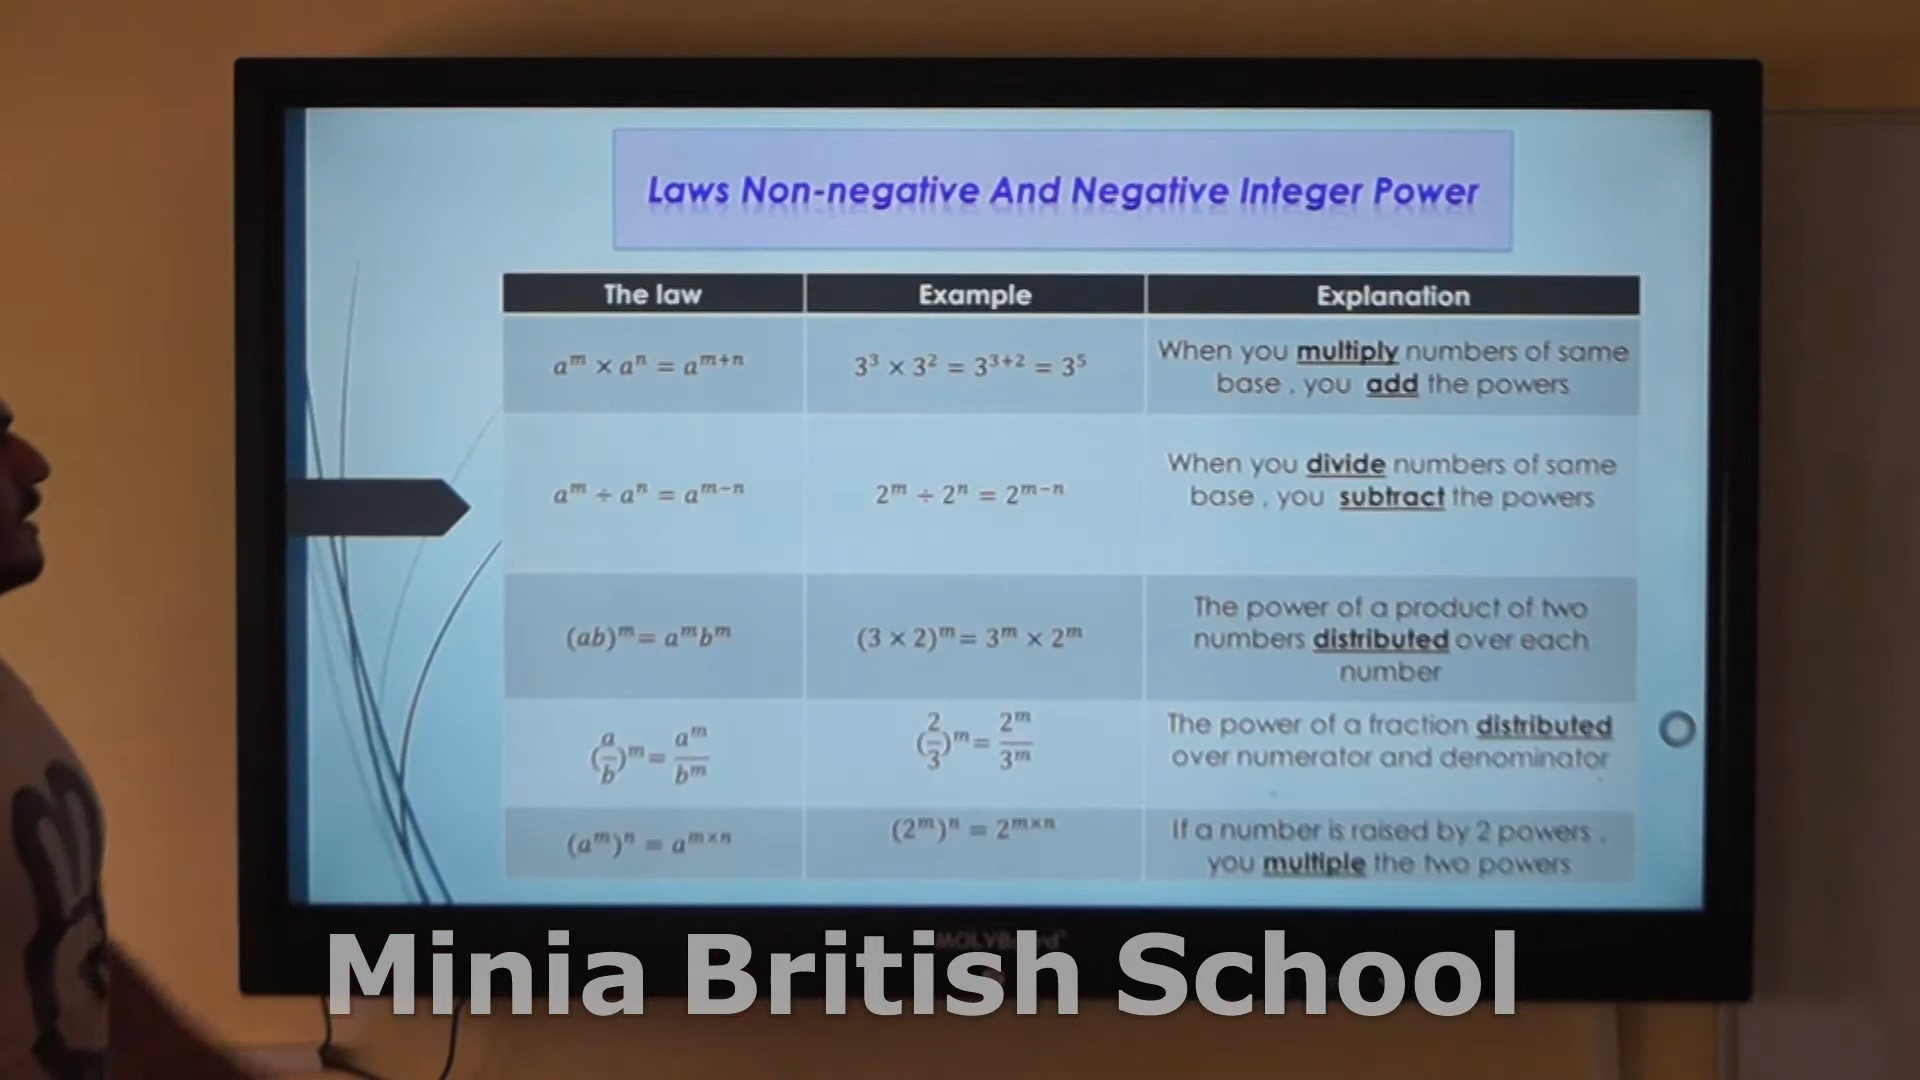 Laws Non-negative And Negative Integer Power
The law
Example
Explanation
aᵐ × aⁿ = aᵐ⁺ⁿ
3³ × 3² = 3³⁺² = 3⁵
When you multiply numbers of same
base , you add the powers
aᵐ ÷ aⁿ = aᵐ⁻ⁿ
2ᵐ ÷ 2ⁿ = 2ᵐ⁻ⁿ
When you divide numbers of same
base , you subtract the powers
(ab)ᵐ= aᵐbᵐ
(3 × 2)ᵐ= 3ᵐ × 2ᵐ
The power of a product of two
numbers distributed over each
number
(a/b)ᵐ= aᵐ/bᵐ
(2/3)ᵐ= 2ᵐ/3ᵐ
The power of a fraction distributed
over numerator and denominator
(aᵐ)ⁿ = aᵐˣⁿ
(2ᵐ)ⁿ = 2ᵐˣⁿ
If a number is raised by 2 powers ,
you multiple the two powers
Minia British School